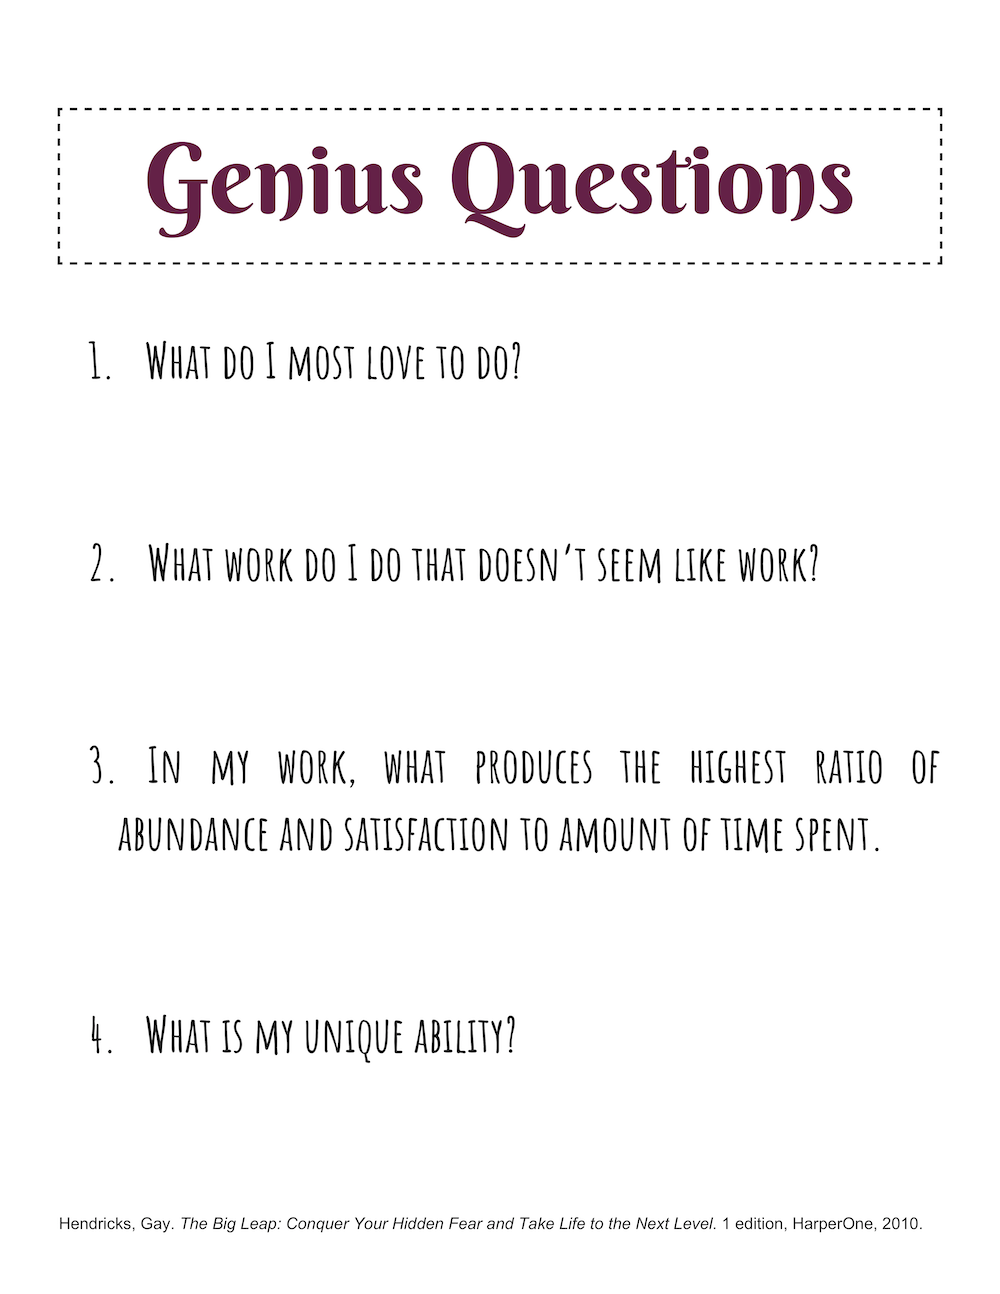 Genius Questions
1. What do I most love to do?
2. What work do I do that doesn't seem like work?
3. In my work, what produces the highest ratio of
abundance and satisfaction to amount of time spent.
4. What is my unique ability?
Hendricks, Gay. The Big Leap: Conquer Your Hidden Fear and Take Life to the Next Level. 1 edition, HarperOne, 2010.